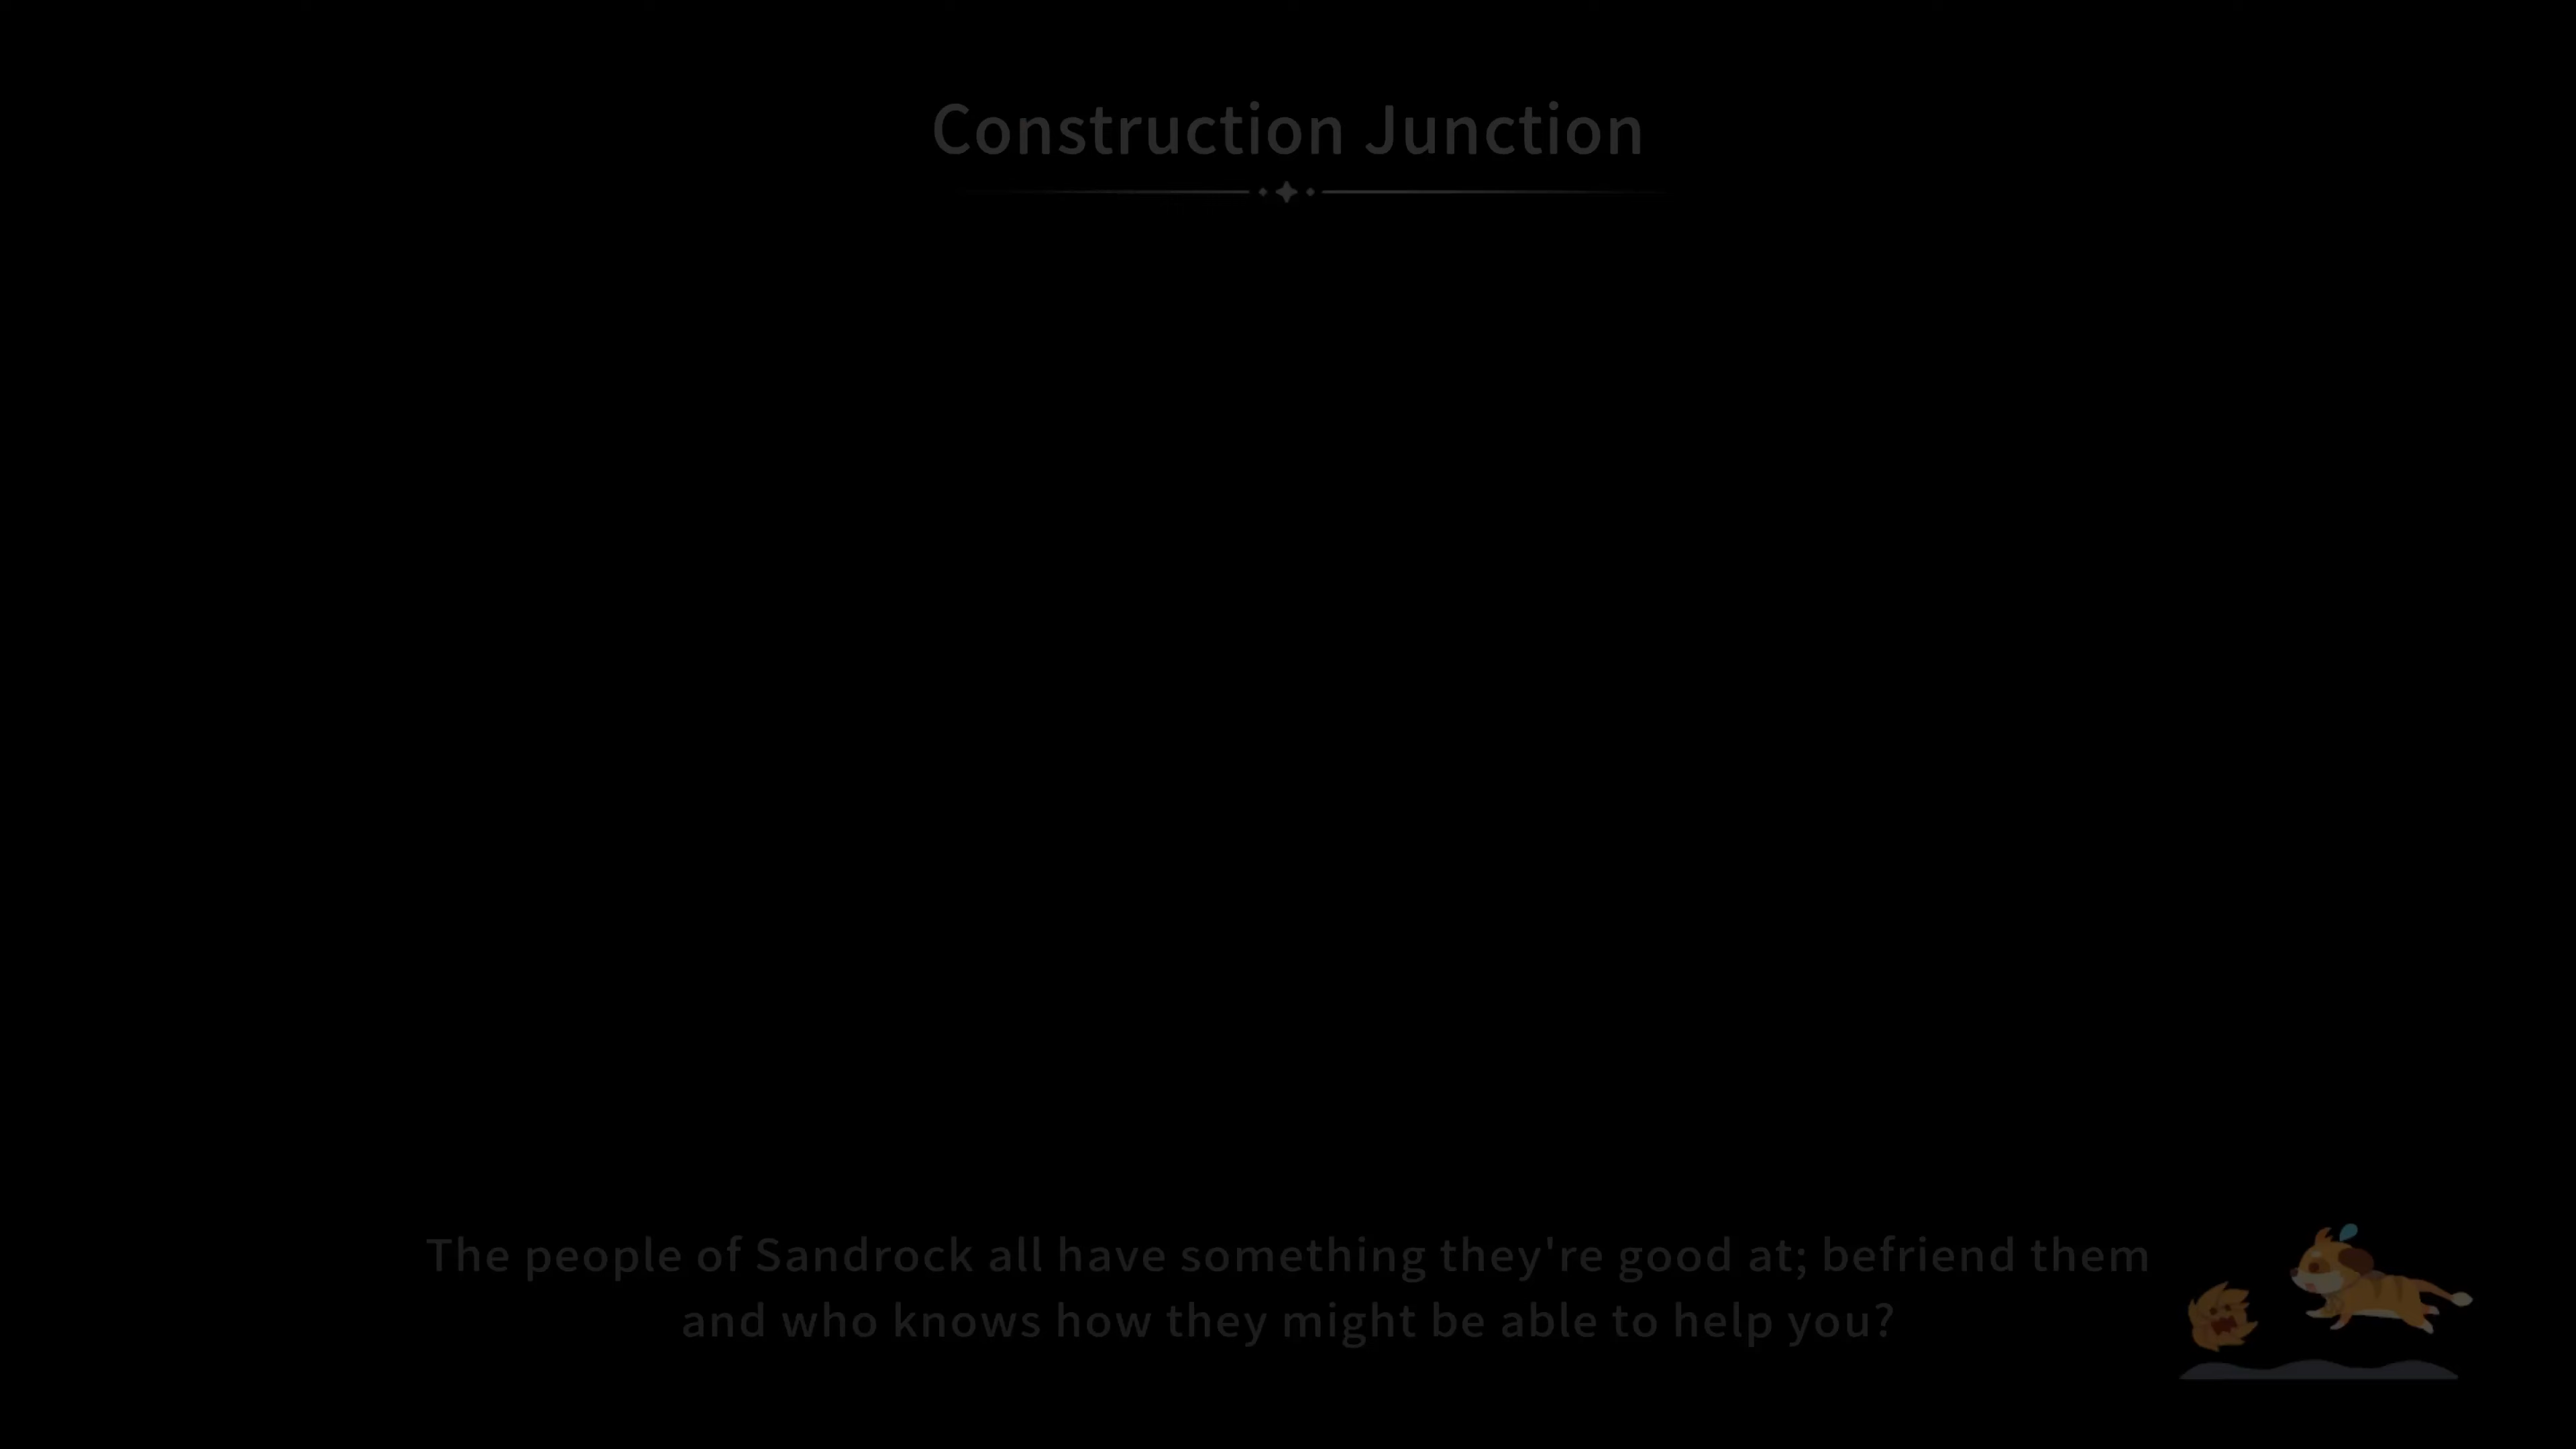 Construction Junction
The people of Sandrock all have something they're good at; befriend them
and who knows how they might be able to help you?